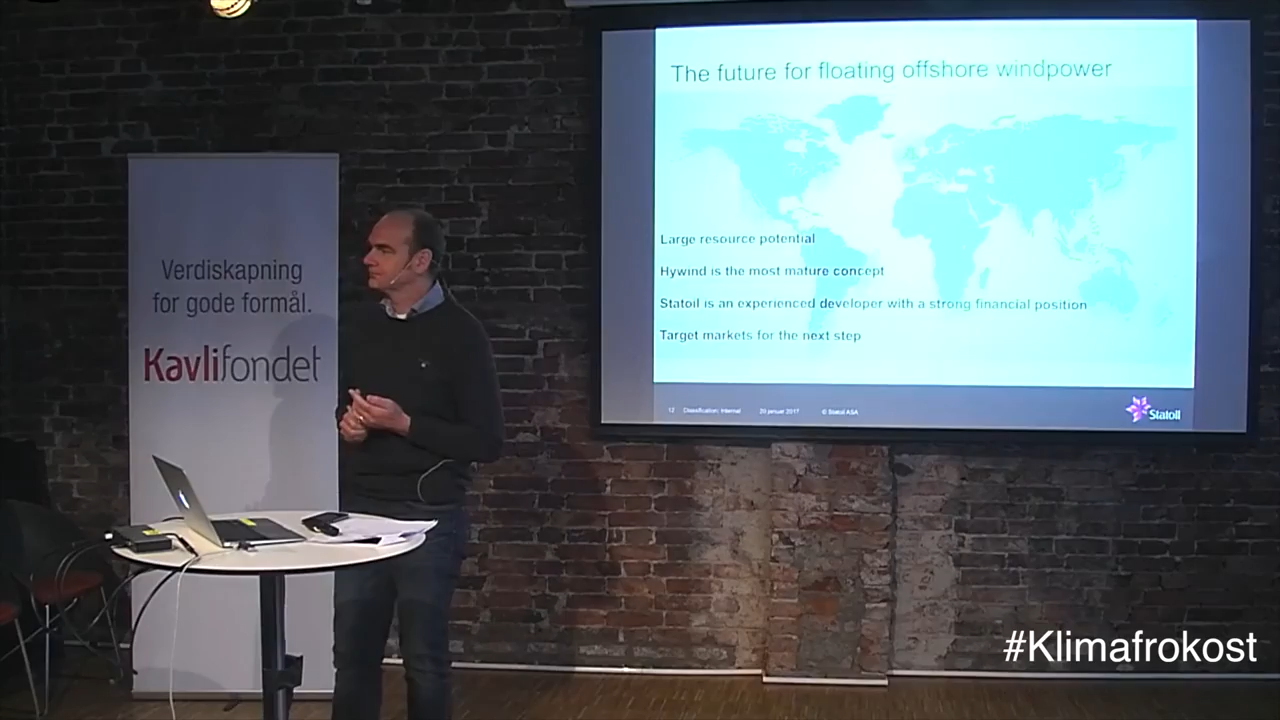 The future for floating offshore windpower
Large resource potential
Hywind is the most mature concept
Statoil is an experienced developer with a strong financial position
Target markets for the next step
12 Classification: Internal 20 januar 2017 © Statoil ASA
Statoil
Verdiskapning
for gode formål.
Kavlifondet
#Klimafrokost